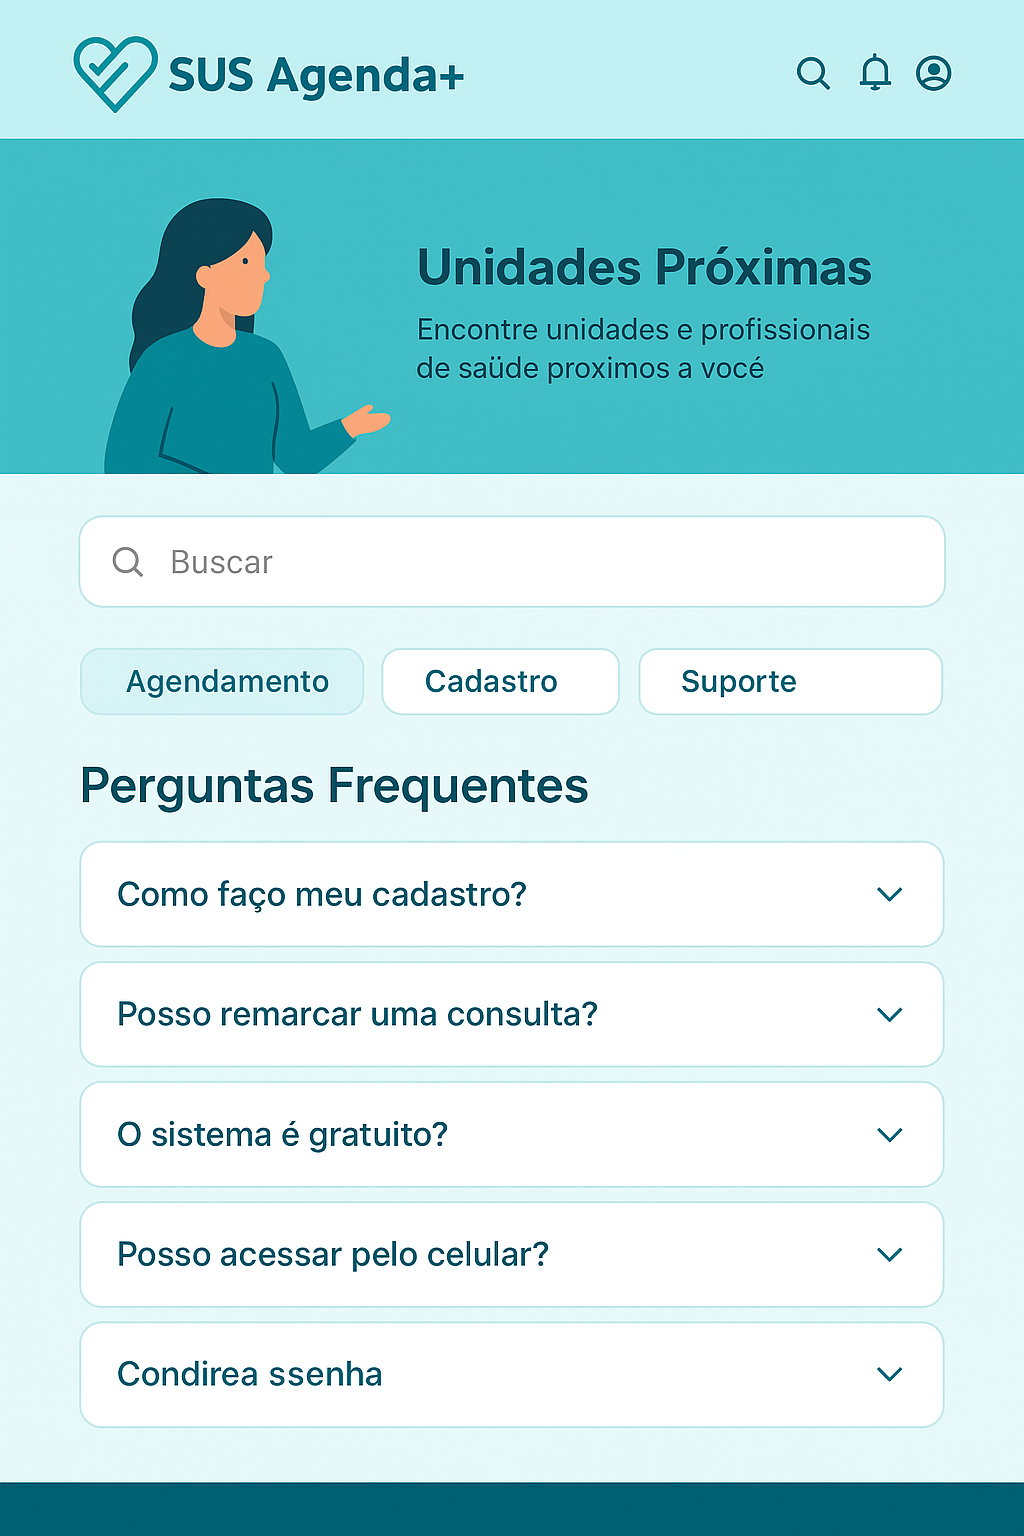 SUS Agenda+
Unidades Próximas
Encontre unidades e profissionais
de saüde proximos a vocé
Buscar
Agendamento
Cadastro
Suporte
Perguntas Frequentes
Como faço meu cadastro?
Posso remarcar uma consulta?
O sistema é gratuito?
Posso acessar pelo celular?
Condirea ssenha